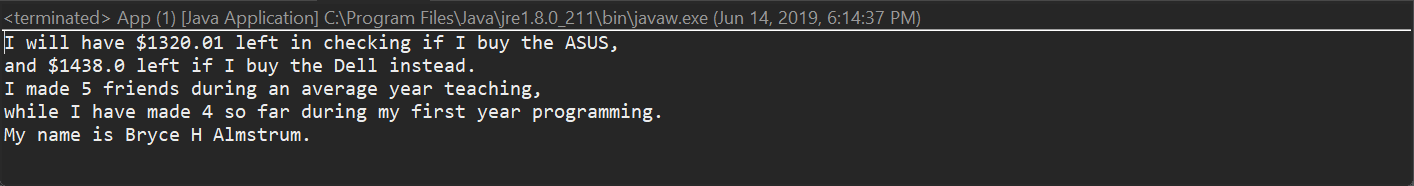 <terminated> App (1) [Java Application] C:\Program Files\Java\jre1.8.0_211\bin\javaw.exe (Jun 14, 2019, 6:14:37 PM)
I will have $1320.01 left in checking if I buy the ASUS,
and $1438.0 left if I buy the Dell instead.
I made 5 friends during an average year teaching,
while I have made 4 so far during my first year programming.
My name is Bryce H Almstrum.